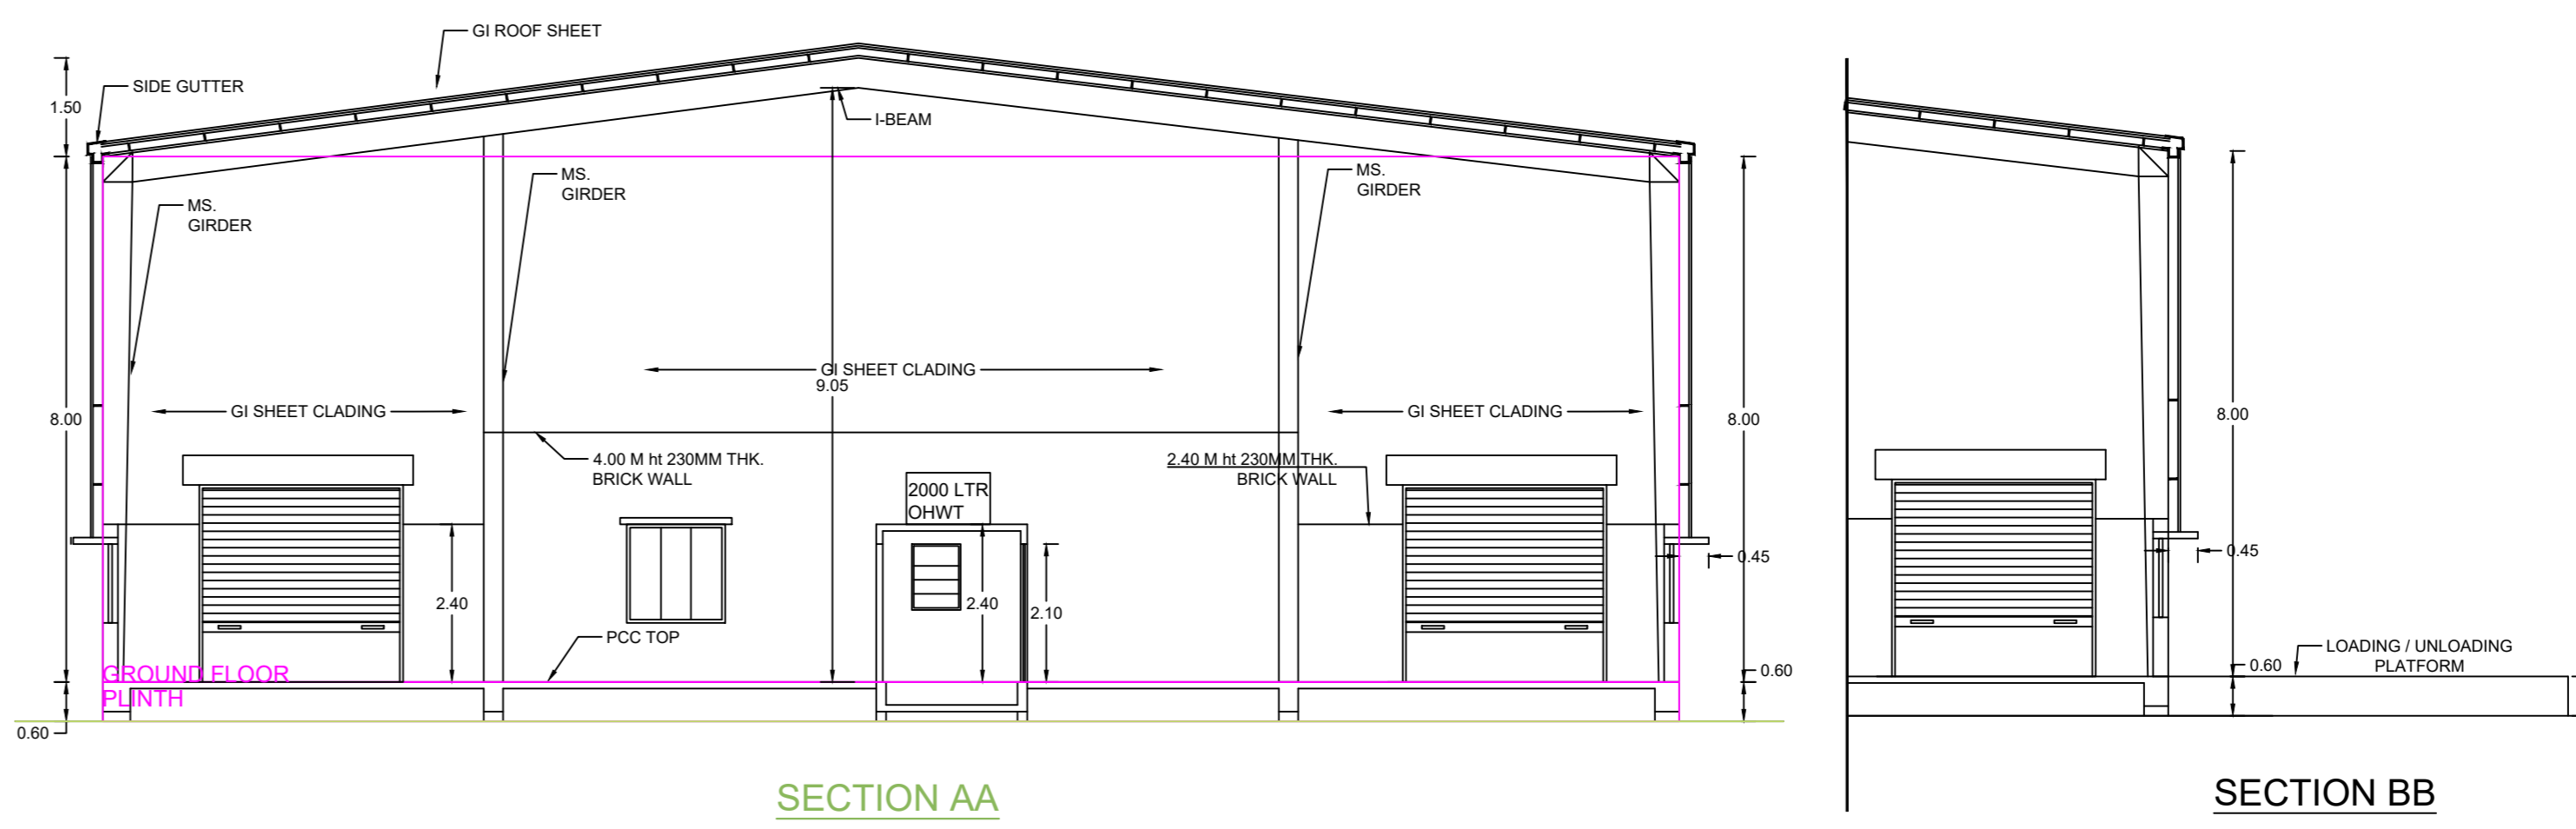 GI ROOF SHEET
SIDE GUTTER
1.50
I-BEAM
MS.
GIRDER
MS.
GIRDER
MS.
GIRDER
GI SHEET CLADING
9.05
GI SHEET CLADING
GI SHEET CLADING
8.00
8.00
4.00 M ht 230MM THK.
BRICK WALL
2.40 M ht 230MM THK.
BRICK WALL
2000 LTR
OHWT
0.45
2.40
2.40
2.10
PCC TOP
GROUND FLOOR
PLINTH
0.60
0.60
SECTION AA
8.00
0.45
LOADING / UNLOADING
PLATFORM
0.60
SECTION BB